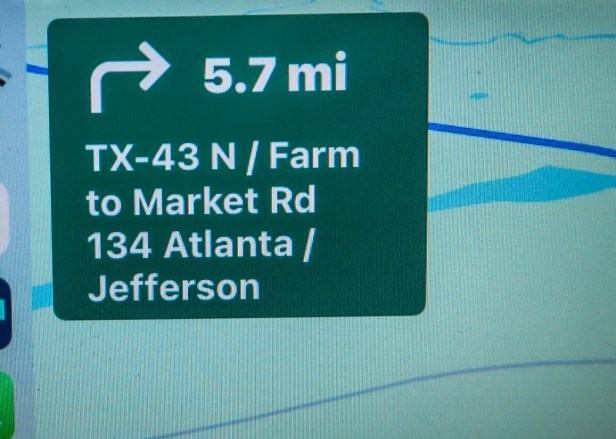 5.7 mi
TX-43 N / Farm
to Market Rd
134 Atlanta /
Jefferson